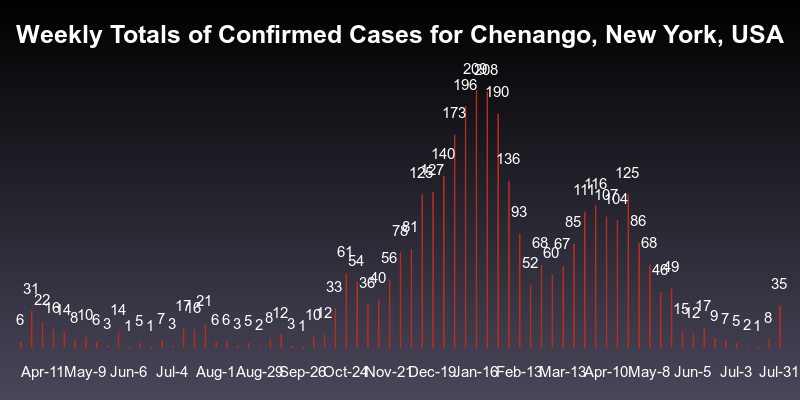 Weekly Totals of Confirmed Cases for Chenango, New York, USA
6 31 22 16 14 8 10 6 3 14 1 5 1 7 3 17 16 21 6 6 3 5 2 8 12 3 1 10 12 33 61 54 36 40 56 78 81 125 127 140 173 196 209 208 190 136 93 52 68 60 67 85 111 116 107 104 125 86 68 46 49 15 12 17 9 7 5 2 1 8 35
Apr-11 May-9 Jun-6 Jul-4 Aug-1 Aug-29 Sep-26 Oct-24 Nov-21 Dec-19 Jan-16 Feb-13 Mar-13 Apr-10 May-8 Jun-5 Jul-3 Jul-31